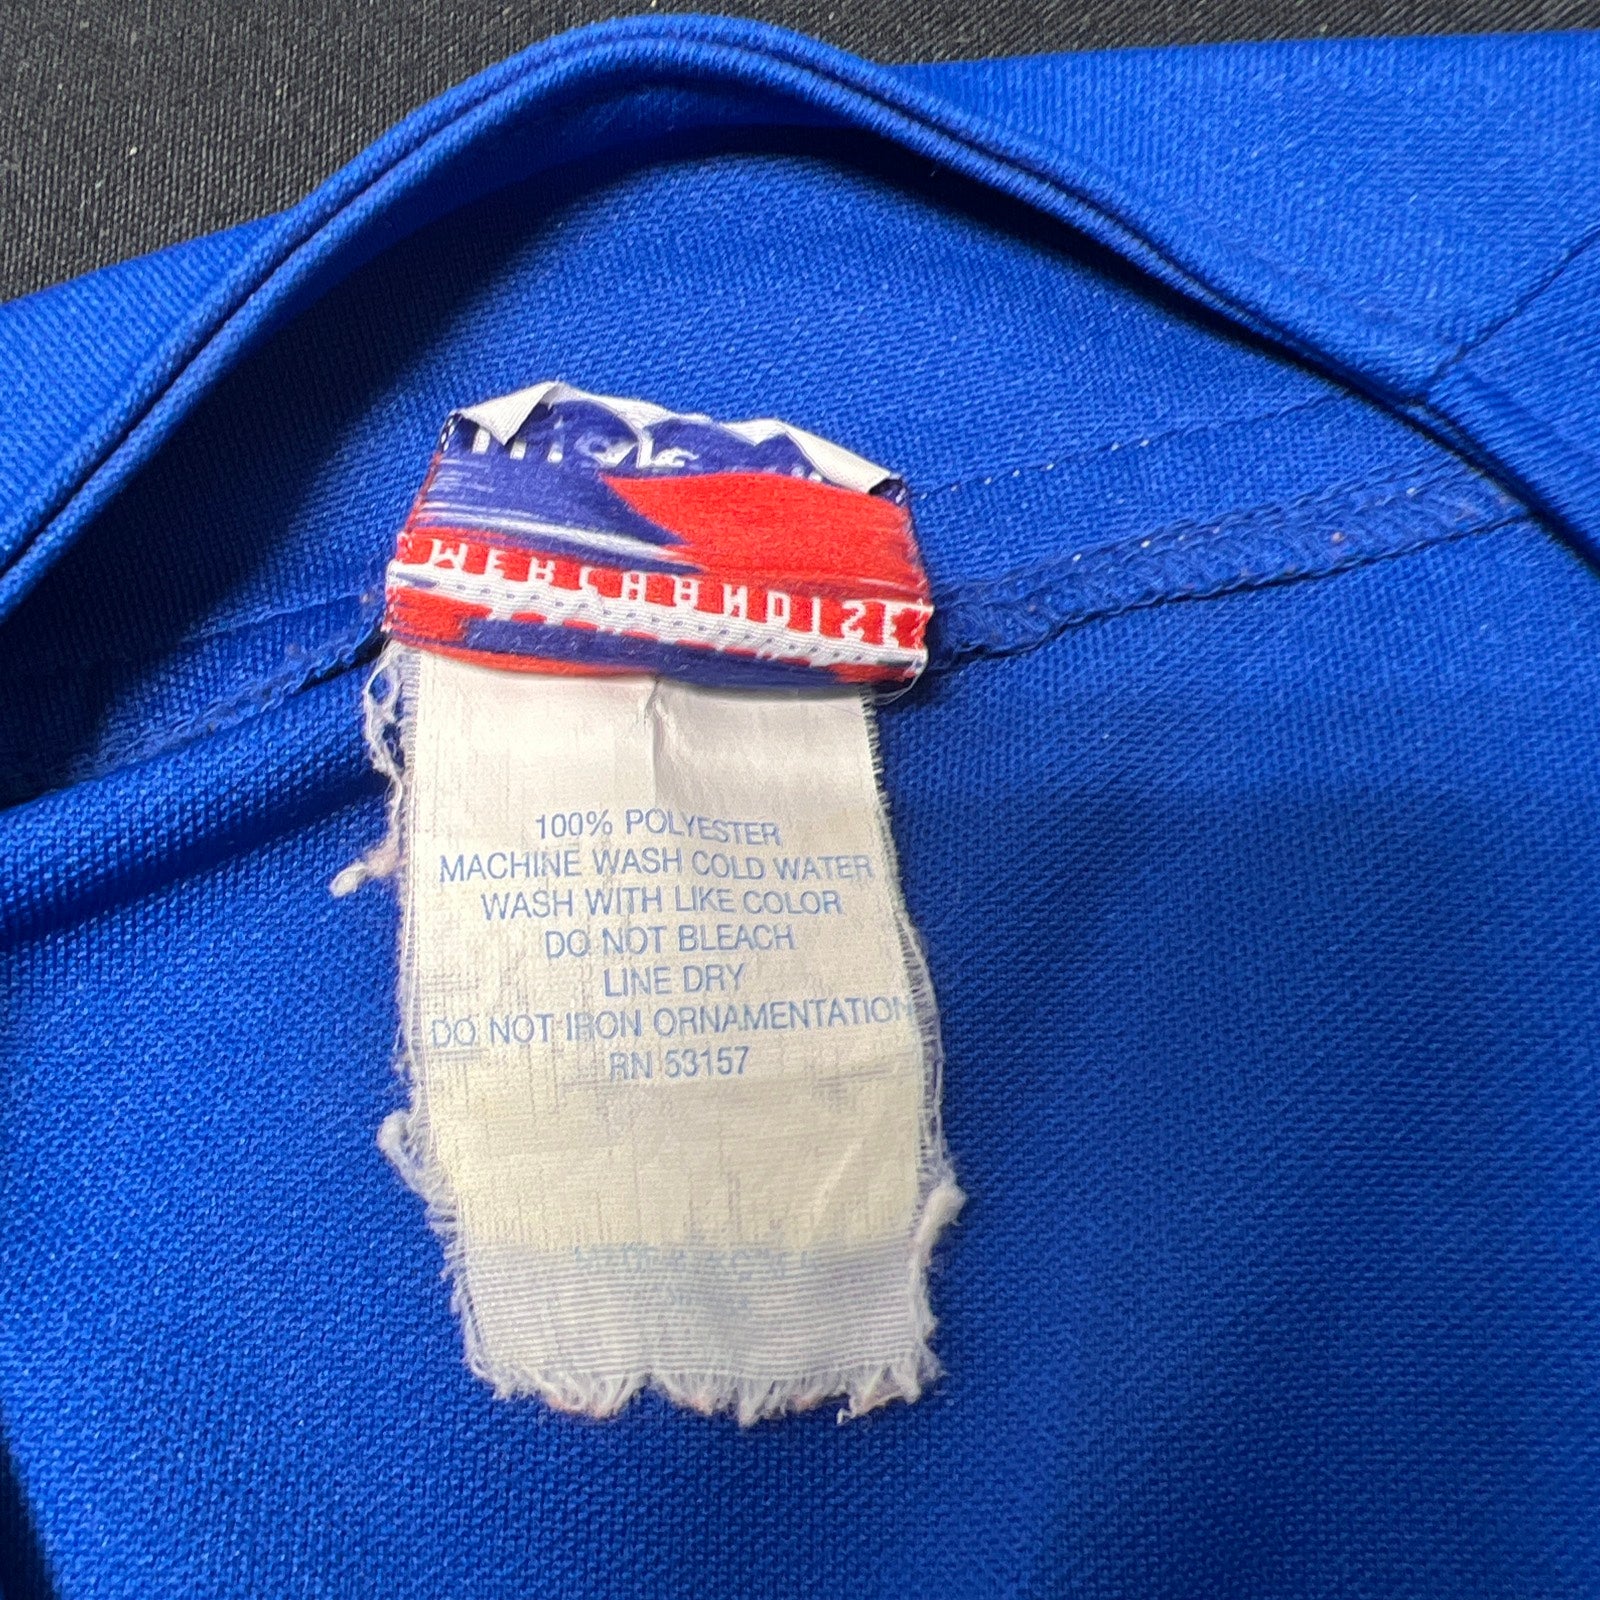 MERCHANDISE
100% POLYESTER
MACHINE WASH COLD WATER
WASH WITH LIKE COLOR
DO NOT BLEACH
LINE DRY
DO NOT IRON ORNAMENTATION
RN 53157